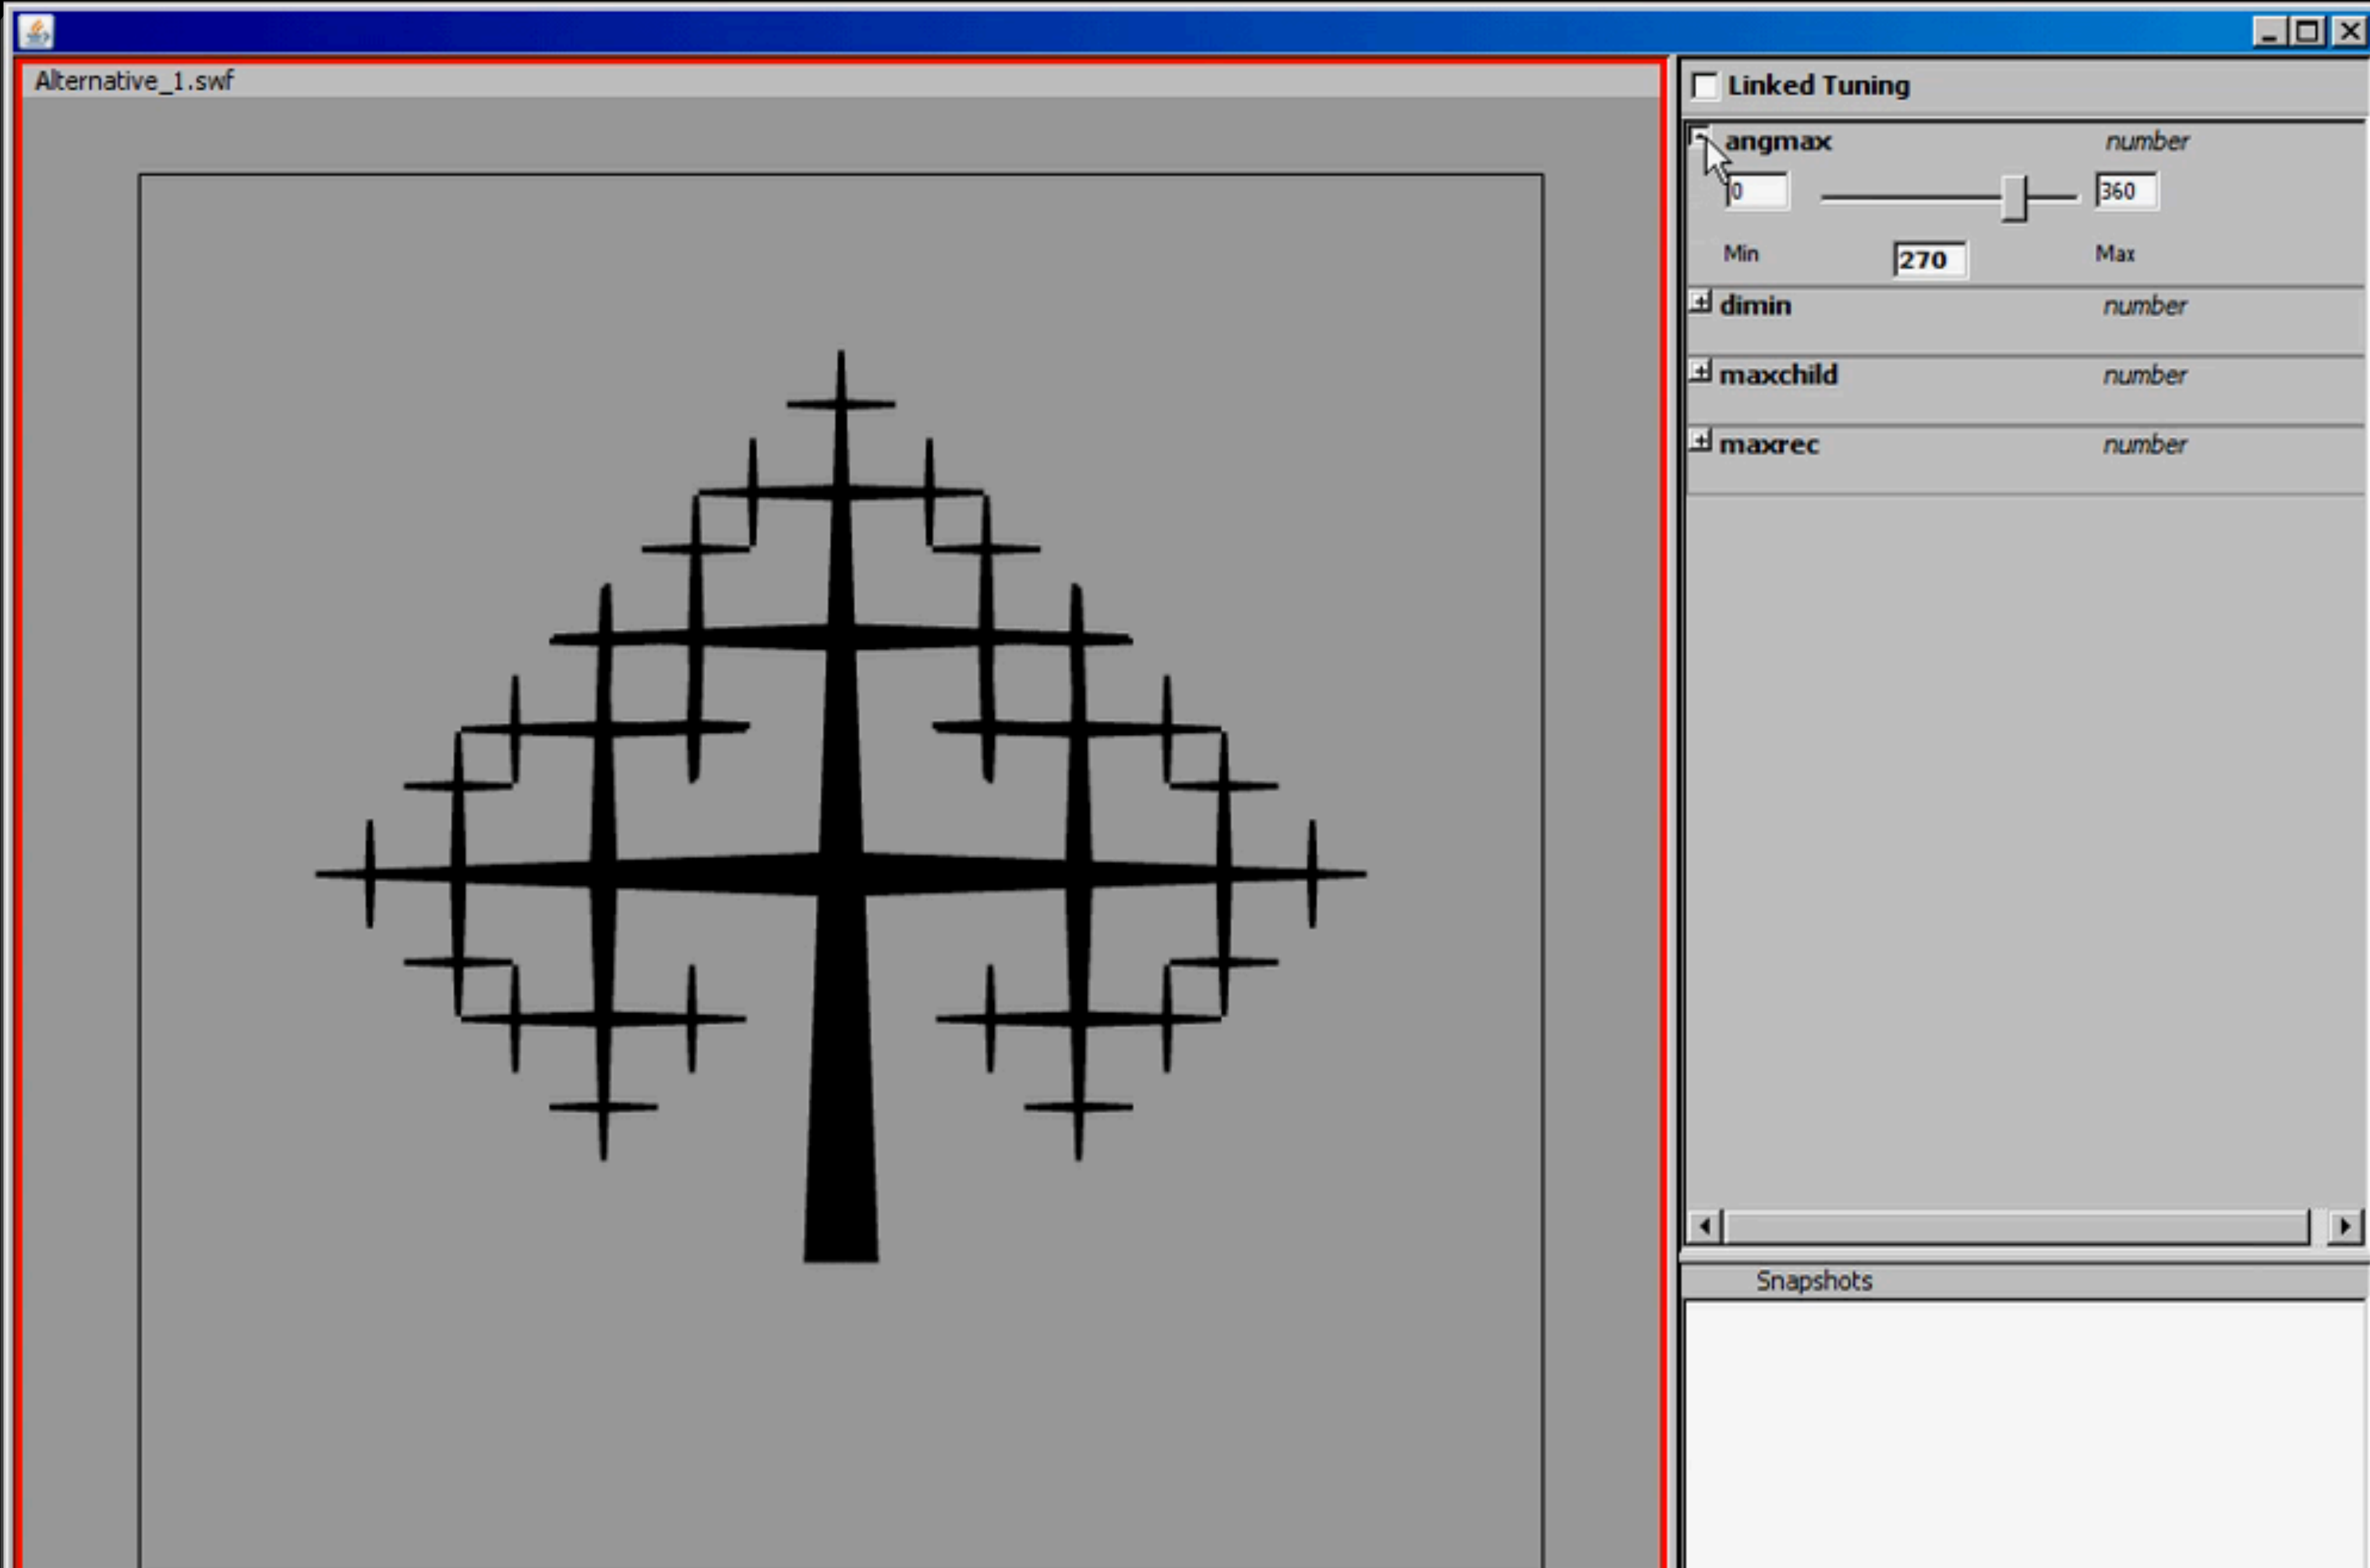 Alternative_1.swf
Linked Tuning
angmax number
0 360
Min 270 Max
dimin number
maxchild number
maxrec number
Snapshots